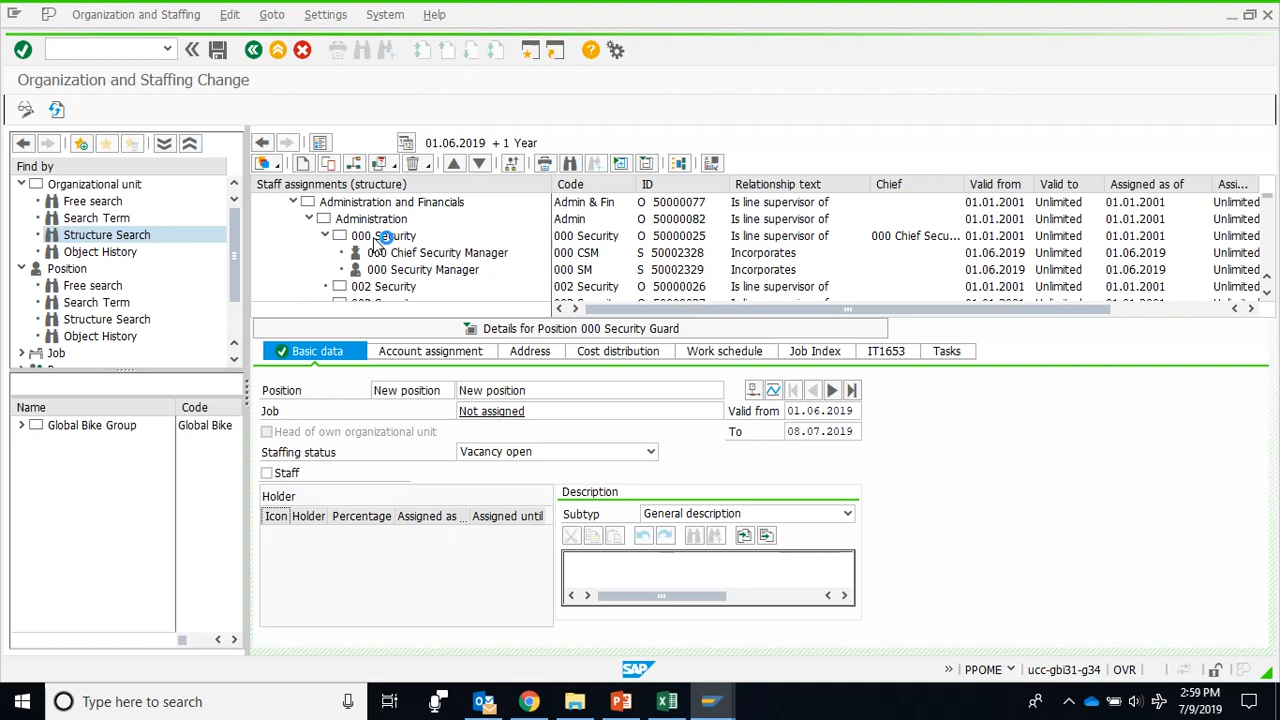 Organization and Staffing Edit Goto Settings System Help
Organization and Staffing Change
01.06.2019 + 1 Year
Find by
Organizational unit
Free search
Search Term
Structure Search
Object History
Position
Free search
Search Term
Structure Search
Object History
Job
Name Code
Global Bike Group Global Bike
Staff assignments (structure) Code ID Relationship text Chief Valid from Valid to Assigned as of Assi...
Administration and Financials Admin & Fin O 50000077 Is line supervisor of 01.01.2001 Unlimited 01.01.2001 Unlimited
Administration Admin O 50000082 Is line supervisor of 01.01.2001 Unlimited 01.01.2001 Unlimited
000 Security 000 Security O 50000025 Is line supervisor of 000 Chief Secu... 01.01.2001 Unlimited 01.01.2001 Unlimited
000 Chief Security Manager 000 CSM S 50002328 Incorporates 01.06.2019 Unlimited 01.06.2019 Unlimited
000 Security Manager 000 SM S 50002329 Incorporates 01.06.2019 Unlimited 01.06.2019 Unlimited
002 Security 000 Security O 50000026 Is line supervisor of 01.01.2001 Unlimited 01.01.2001 Unlimited
Details for Position 000 Security Guard
Basic data Account assignment Address Cost distribution Work schedule Job Index IT1653 Tasks
Position New position New position
Job Not assigned Valid from 01.06.2019
Head of own organizational unit To 08.07.2019
Staffing status Vacancy open
Staff
Holder
Icon Holder Percentage Assigned as ... Assigned until
Description
Subtyp General description
SAP
» PPOME ucc-gbi31-g34 OVR
Type here to search
2:59 PM
7/9/2019